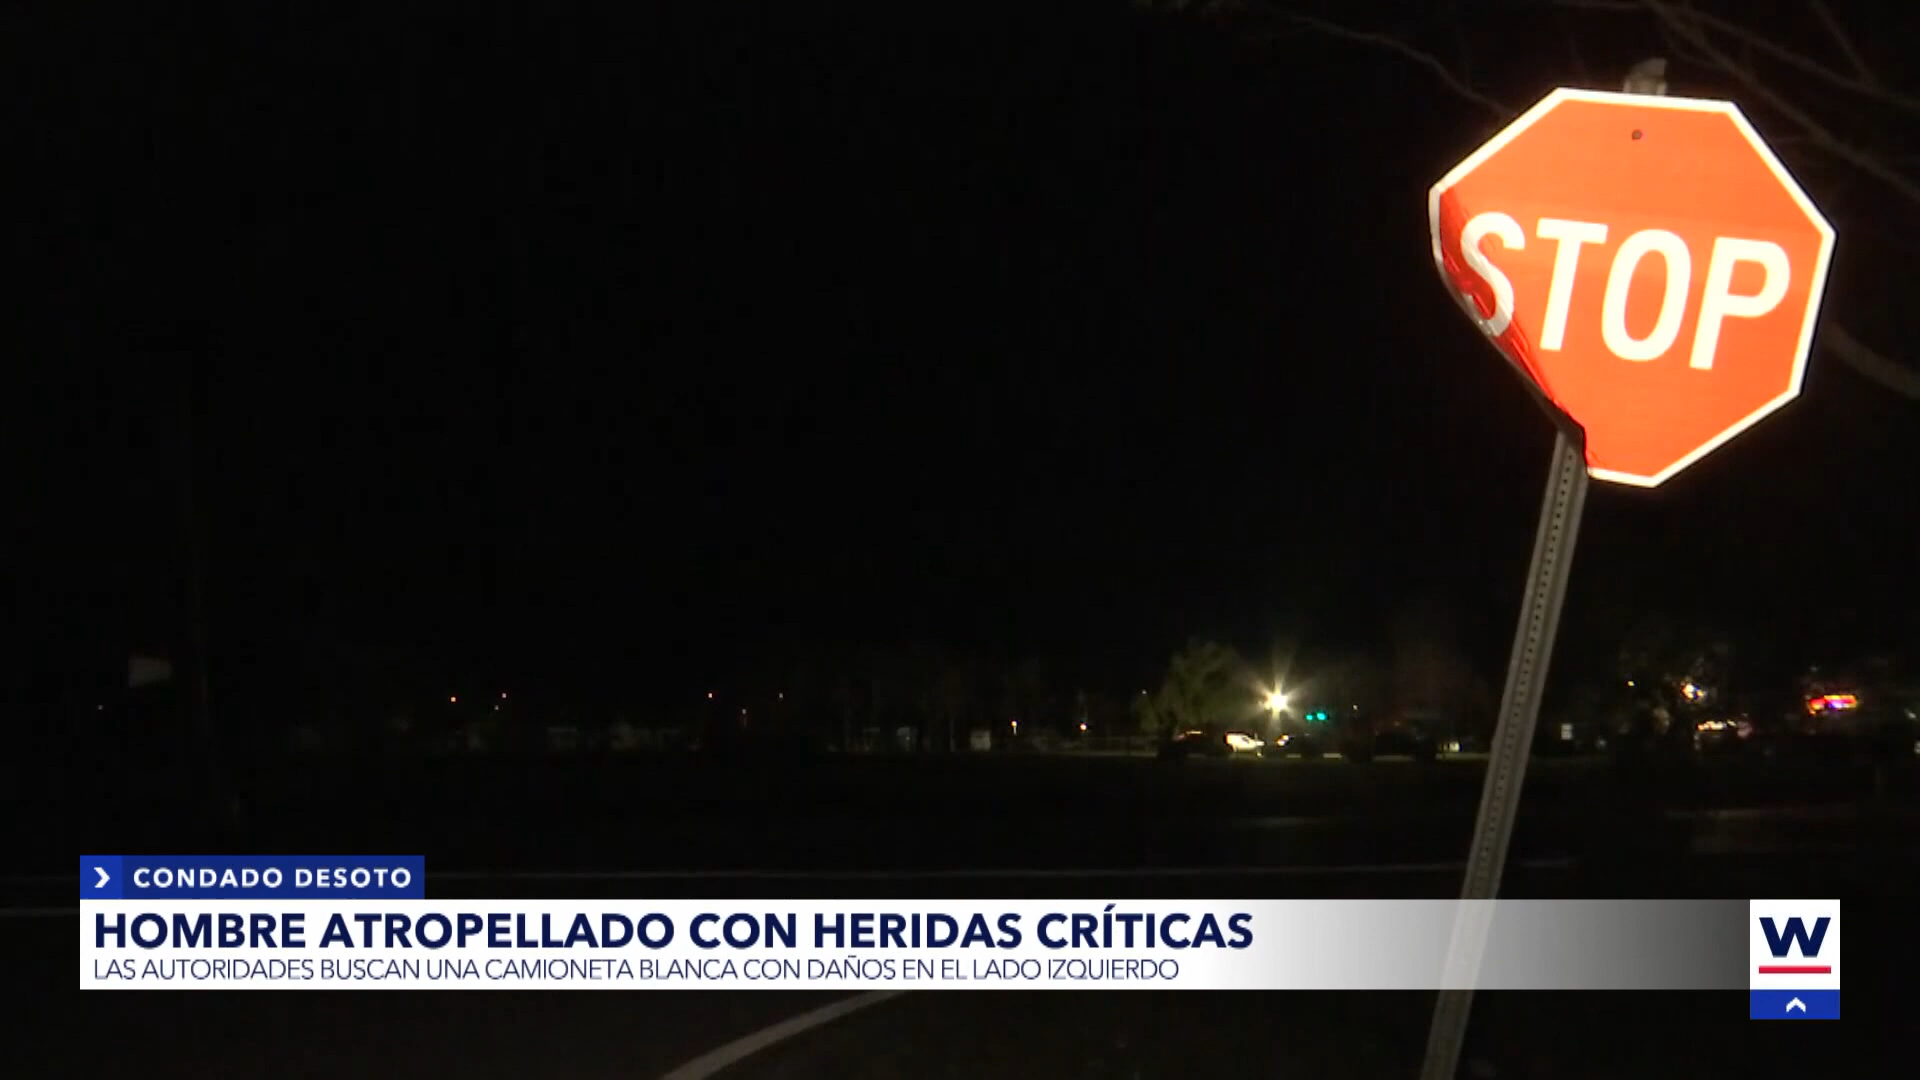 STOP
CONDADO DESOTO
HOMBRE ATROPELLADO CON HERIDAS CRÍTICAS
LAS AUTORIDADES BUSCAN UNA CAMIONETA BLANCA CON DAÑOS EN EL LADO IZQUIERDO
W